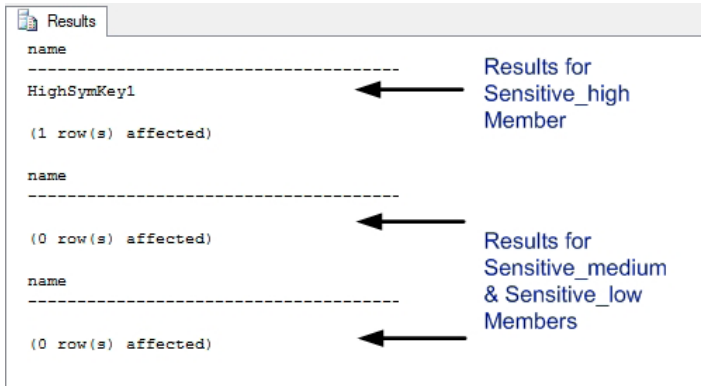 Results
name
---------------------------------------
HighSymKey1
(1 row(s) affected)
Results for
Sensitive_high
Member
name
---------------------------------------
(0 row(s) affected)
name
---------------------------------------
(0 row(s) affected)
Results for
Sensitive_medium
& Sensitive_low
Members